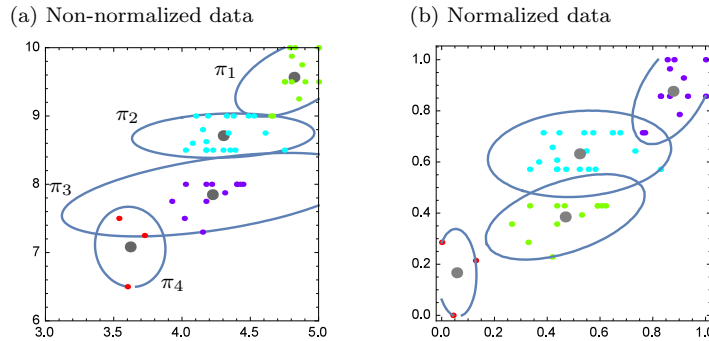 (a) Non-normalized data
(b) Normalized data
10
9
8
7
6
3.0 3.5 4.0 4.5 5.0
π1
π2
π3
π4
1.0
0.8
0.6
0.4
0.2
0.0
0.0 0.2 0.4 0.6 0.8 1.0